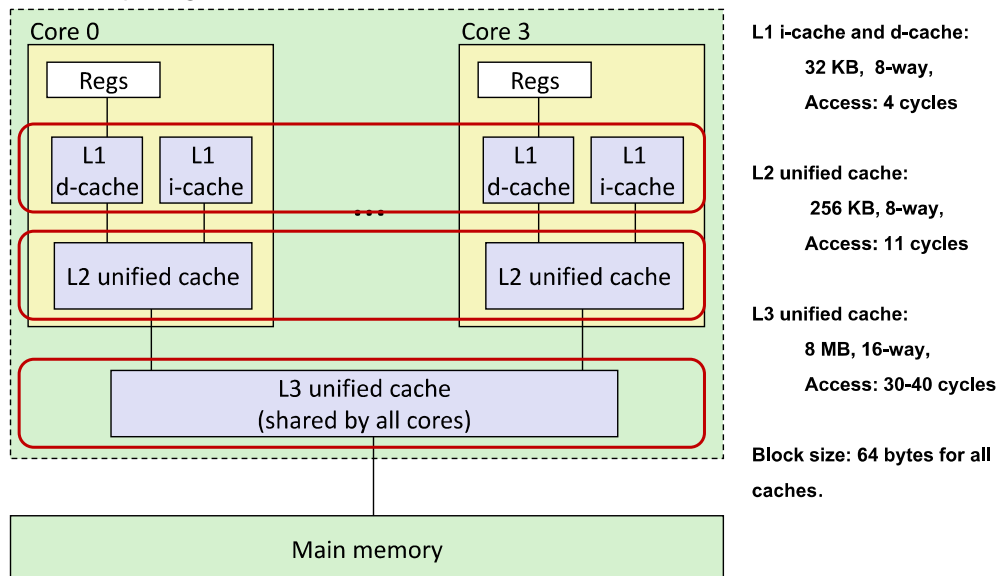 Core 0
Regs
L1
d-cache
L1
i-cache
L2 unified cache
...
Core 3
Regs
L1
d-cache
L1
i-cache
L2 unified cache
L3 unified cache
(shared by all cores)
Main memory
L1 i-cache and d-cache:
32 KB, 8-way,
Access: 4 cycles
L2 unified cache:
256 KB, 8-way,
Access: 11 cycles
L3 unified cache:
8 MB, 16-way,
Access: 30-40 cycles
Block size: 64 bytes for all
caches.